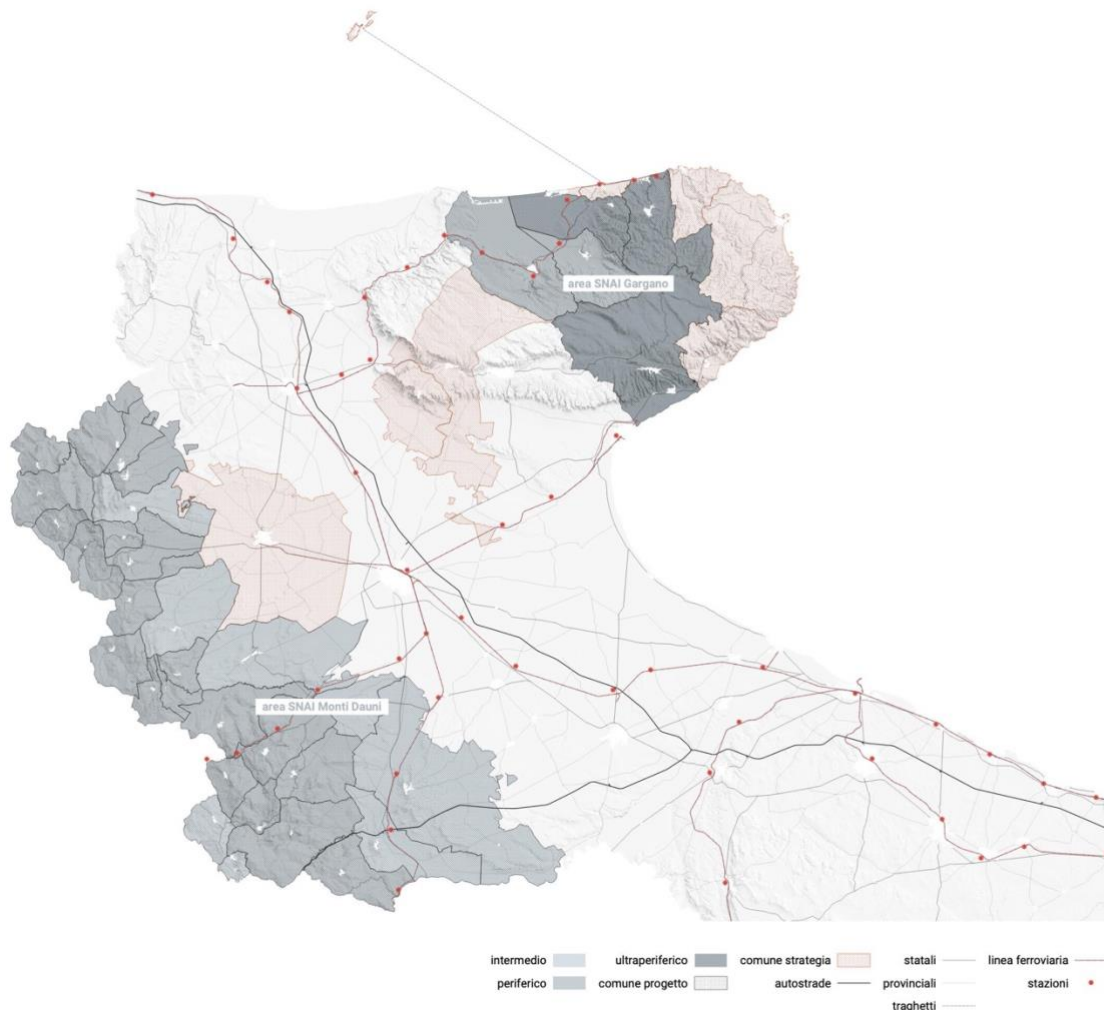 area SNAI Gargano
area SNAI Monti Dauni
intermedio ultraperiferico comune strategia statali linea ferroviaria
periferico comune progetto autostrade provinciali stazioni
traghetti